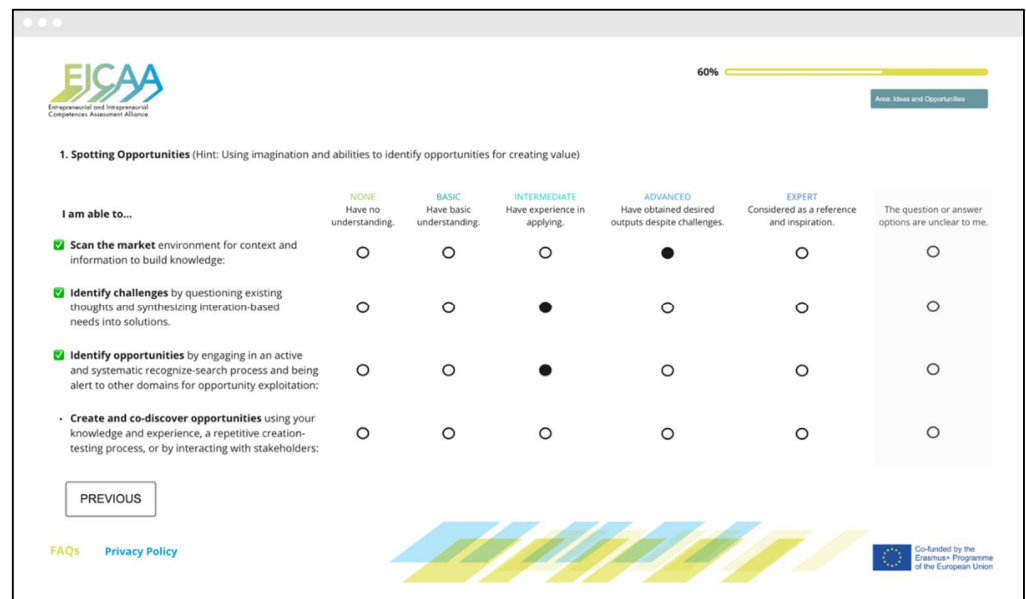 EICAA
Entrepreneurial and Intrapreneurial
Competences Assessment Alliance
60%
Area: Ideas and Opportunities
1. Spotting Opportunities (Hint: Using imagination and abilities to identify opportunities for creating value)
I am able to...
NONE
Have no
understanding.
BASIC
Have basic
understanding.
INTERMEDIATE
Have experience in
applying.
ADVANCED
Have obtained desired
outputs despite challenges.
EXPERT
Considered as a reference
and inspiration.
The question or answer
options are unclear to me.
Scan the market environment for context and
information to build knowledge:
Identify challenges by questioning existing
thoughts and synthesizing interation-based
needs into solutions.
Identify opportunities by engaging in an active
and systematic recognize-search process and being
alert to other domains for opportunity exploitation:
• Create and co-discover opportunities using your
knowledge and experience, a repetitive creation-
testing process, or by interacting with stakeholders:
PREVIOUS
FAQs Privacy Policy
Co-funded by the
Erasmus+ Programme
of the European Union